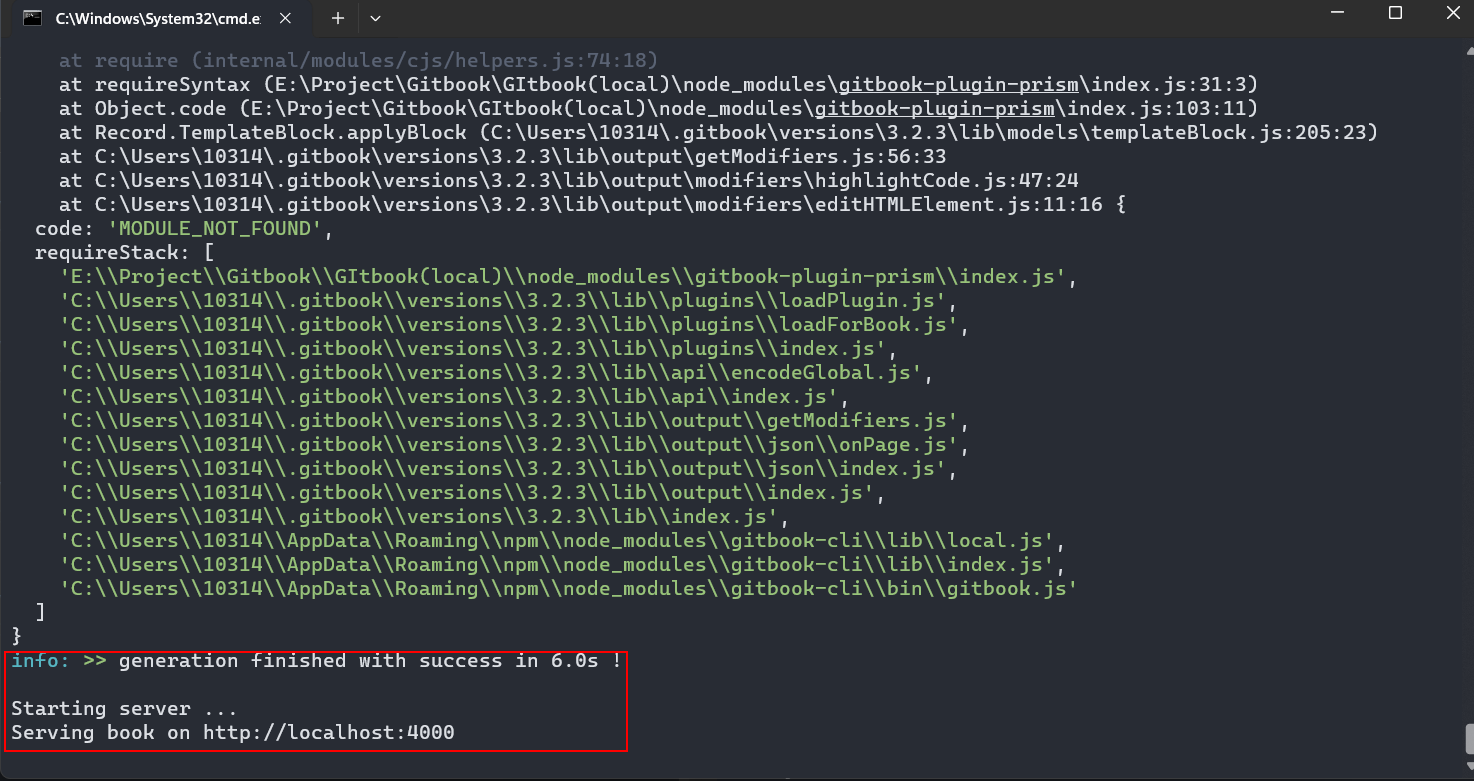 C:\Windows\System32\cmd.e
at require (internal/modules/cjs/helpers.js:74:18)
at requireSyntax (E:\Project\Gitbook\GItbook(local)\node_modules\gitbook-plugin-prism\index.js:31:3)
at Object.code (E:\Project\Gitbook\GItbook(local)\node_modules\gitbook-plugin-prism\index.js:103:11)
at Record.TemplateBlock.applyBlock (C:\Users\10314\.gitbook\versions\3.2.3\lib\models\templateBlock.js:205:23)
at C:\Users\10314\.gitbook\versions\3.2.3\lib\output\getModifiers.js:56:33
at C:\Users\10314\.gitbook\versions\3.2.3\lib\output\modifiers\highlightCode.js:47:24
at C:\Users\10314\.gitbook\versions\3.2.3\lib\output\modifiers\editHTMLElement.js:11:16 {
code: 'MODULE_NOT_FOUND',
requireStack: [
'E:\\Project\\Gitbook\\GItbook(local)\\node_modules\\gitbook-plugin-prism\\index.js',
'C:\\Users\\10314\\.gitbook\\versions\\3.2.3\\lib\\plugins\\loadPlugin.js',
'C:\\Users\\10314\\.gitbook\\versions\\3.2.3\\lib\\plugins\\loadForBook.js',
'C:\\Users\\10314\\.gitbook\\versions\\3.2.3\\lib\\plugins\\index.js',
'C:\\Users\\10314\\.gitbook\\versions\\3.2.3\\lib\\api\\encodeGlobal.js',
'C:\\Users\\10314\\.gitbook\\versions\\3.2.3\\lib\\api\\index.js',
'C:\\Users\\10314\\.gitbook\\versions\\3.2.3\\lib\\output\\getModifiers.js',
'C:\\Users\\10314\\.gitbook\\versions\\3.2.3\\lib\\output\\json\\onPage.js',
'C:\\Users\\10314\\.gitbook\\versions\\3.2.3\\lib\\output\\json\\index.js',
'C:\\Users\\10314\\.gitbook\\versions\\3.2.3\\lib\\output\\index.js',
'C:\\Users\\10314\\.gitbook\\versions\\3.2.3\\lib\\index.js',
'C:\\Users\\10314\\AppData\\Roaming\\npm\\node_modules\\gitbook-cli\\lib\\local.js',
'C:\\Users\\10314\\AppData\\Roaming\\npm\\node_modules\\gitbook-cli\\lib\\index.js',
'C:\\Users\\10314\\AppData\\Roaming\\npm\\node_modules\\gitbook-cli\\bin\\gitbook.js'
]
}
info: >> generation finished with success in 6.0s !
Starting server ...
Serving book on http://localhost:4000